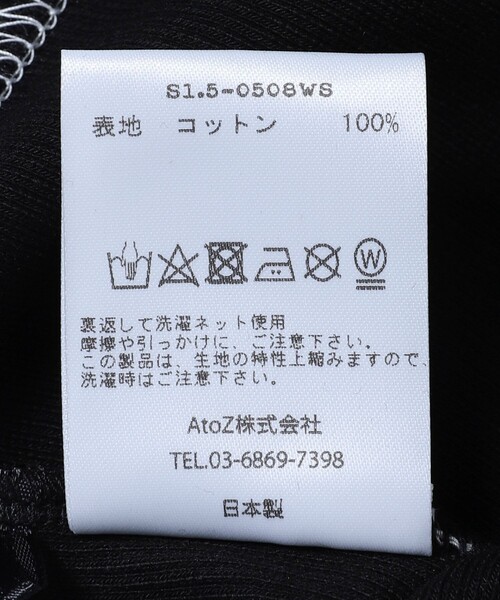 S1.5-0508WS
表地 コットン 100%
W
裏返して洗濯ネット使用
摩擦や引っかけに、ご注意下さい。
この製品は、生地の特性上縮みますので、
洗濯時はご注意下さい。
AtoZ株式会社
TEL.03-6869-7398
日本製